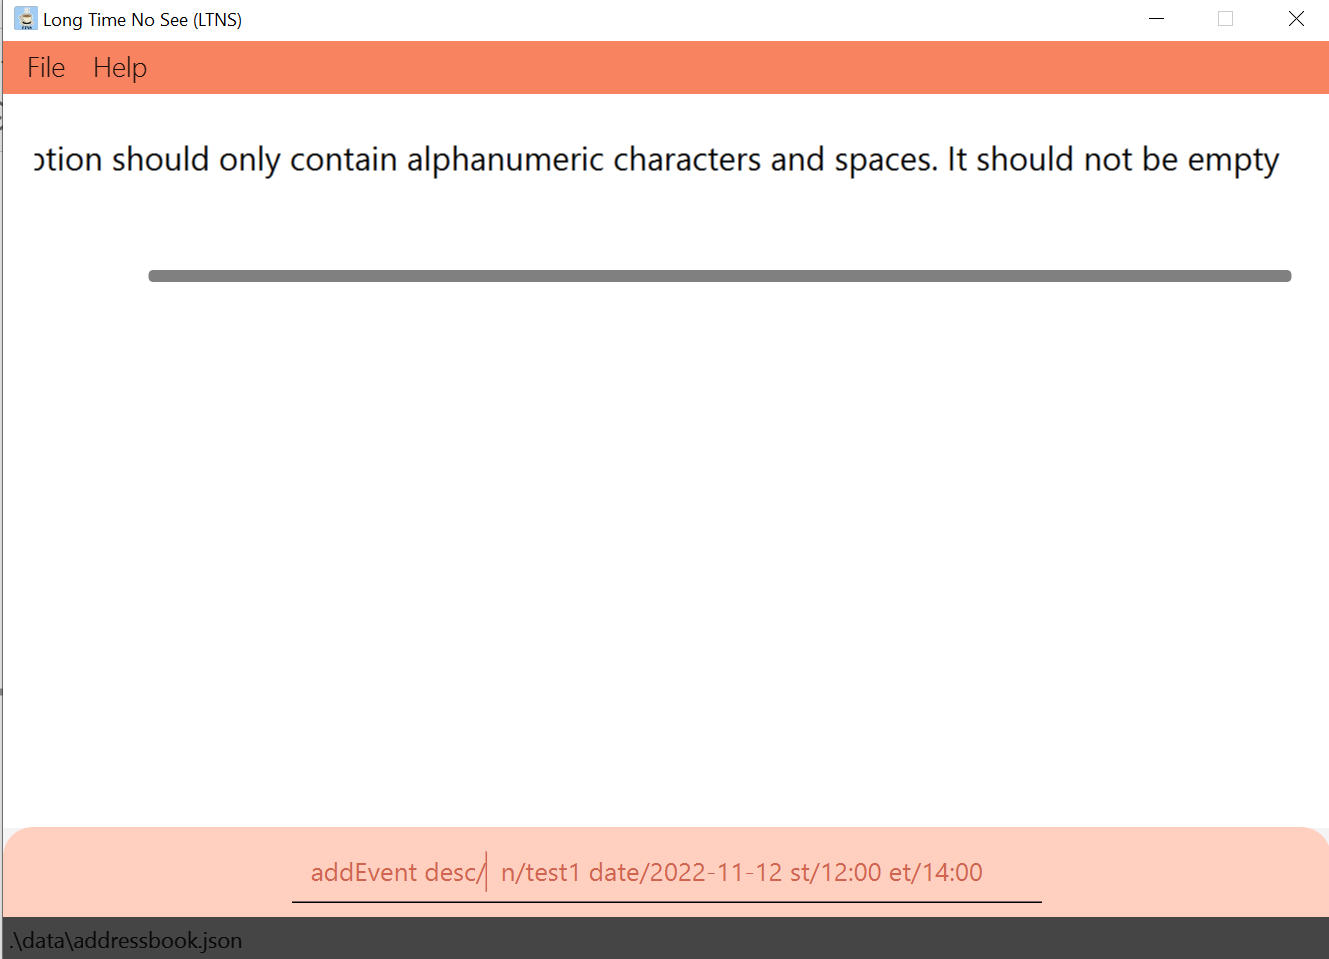 Long Time No See (LTNS)
File Help
ption should only contain alphanumeric characters and spaces. It should not be empty
addEvent desc/ n/test1 date/2022-11-12 st/12:00 et/14:00
.\data\addressbook.json